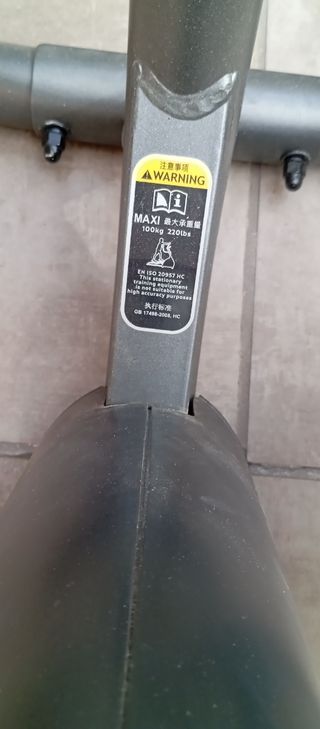 注意事项
WARNING
MAXI 最大承重量
100kg 220lbs
EN ISO 20957 HC
This stationary
training equipment
is not suitable for
high accuracy purposes
执行标准
GB 17498-2008, HC